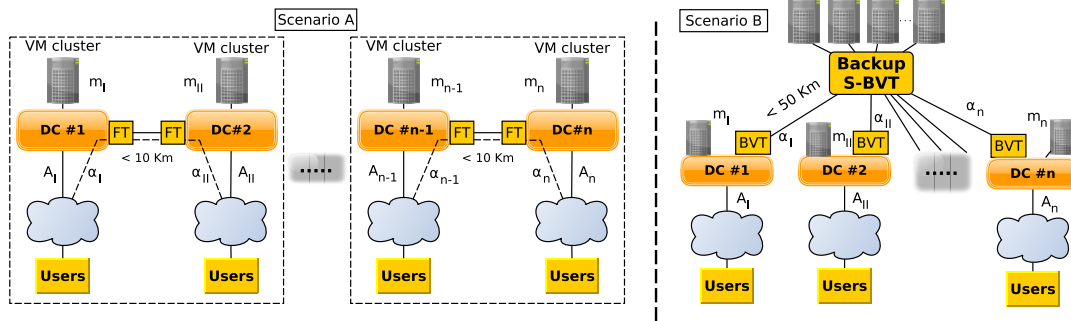 Scenario A
VM cluster
VM cluster
m_I
m_II
DC #1
FT
FT
DC#2
< 10 Km
A_I
α_I
α_II
A_II
Users
Users
.....
VM cluster
VM cluster
m_n-1
m_n
DC #n-1
FT
FT
DC#n
< 10 Km
A_n-1
α_n-1
α_n
A_n
Users
Users
Scenario B
.....
Backup
S-BVT
< 50 Km
m_I
BVT
α_I
m_II
BVT
α_II
α_n
BVT
m_n
DC #1
DC #2
.....
DC #n
A_I
A_II
A_n
Users
Users
Users